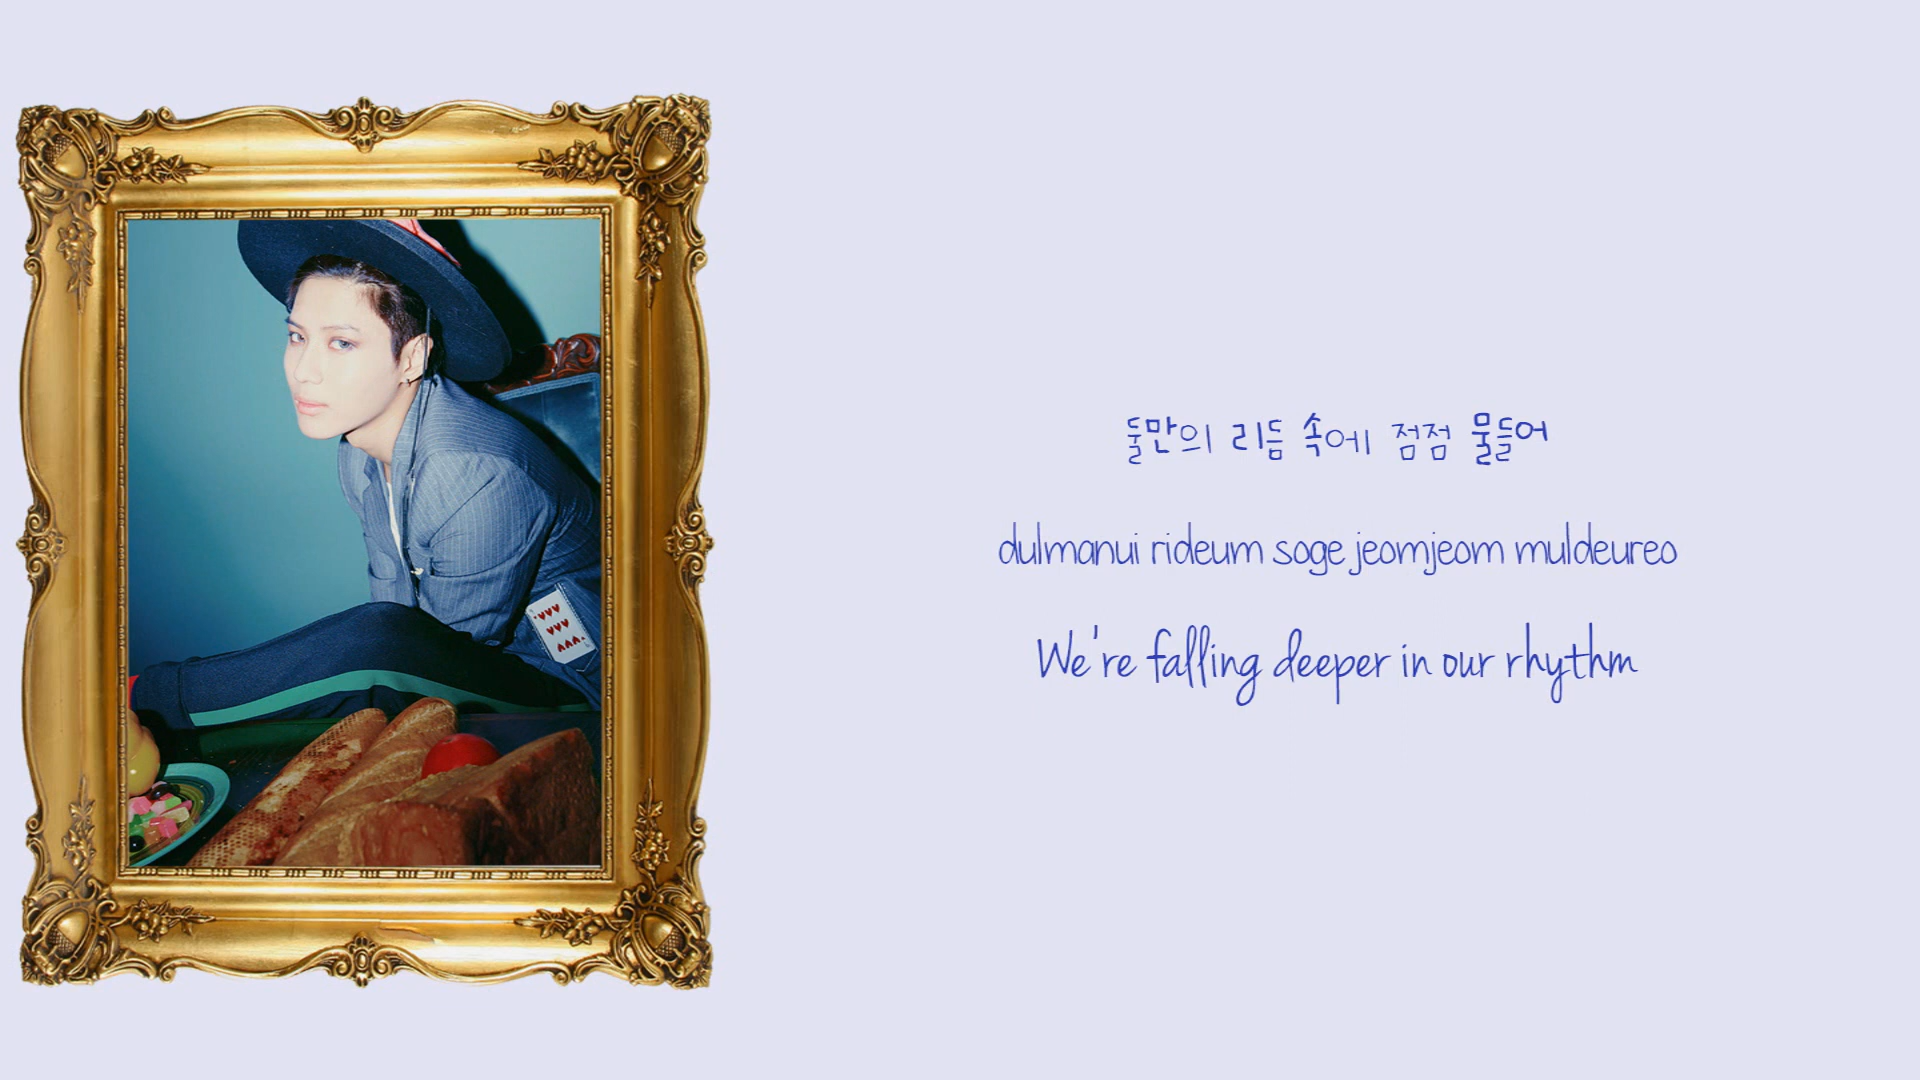 둘만의 리듬 속에 점점 물들어
dulmanui rideum soge jeomjeom muldeureo
We're falling deeper in our rhythm